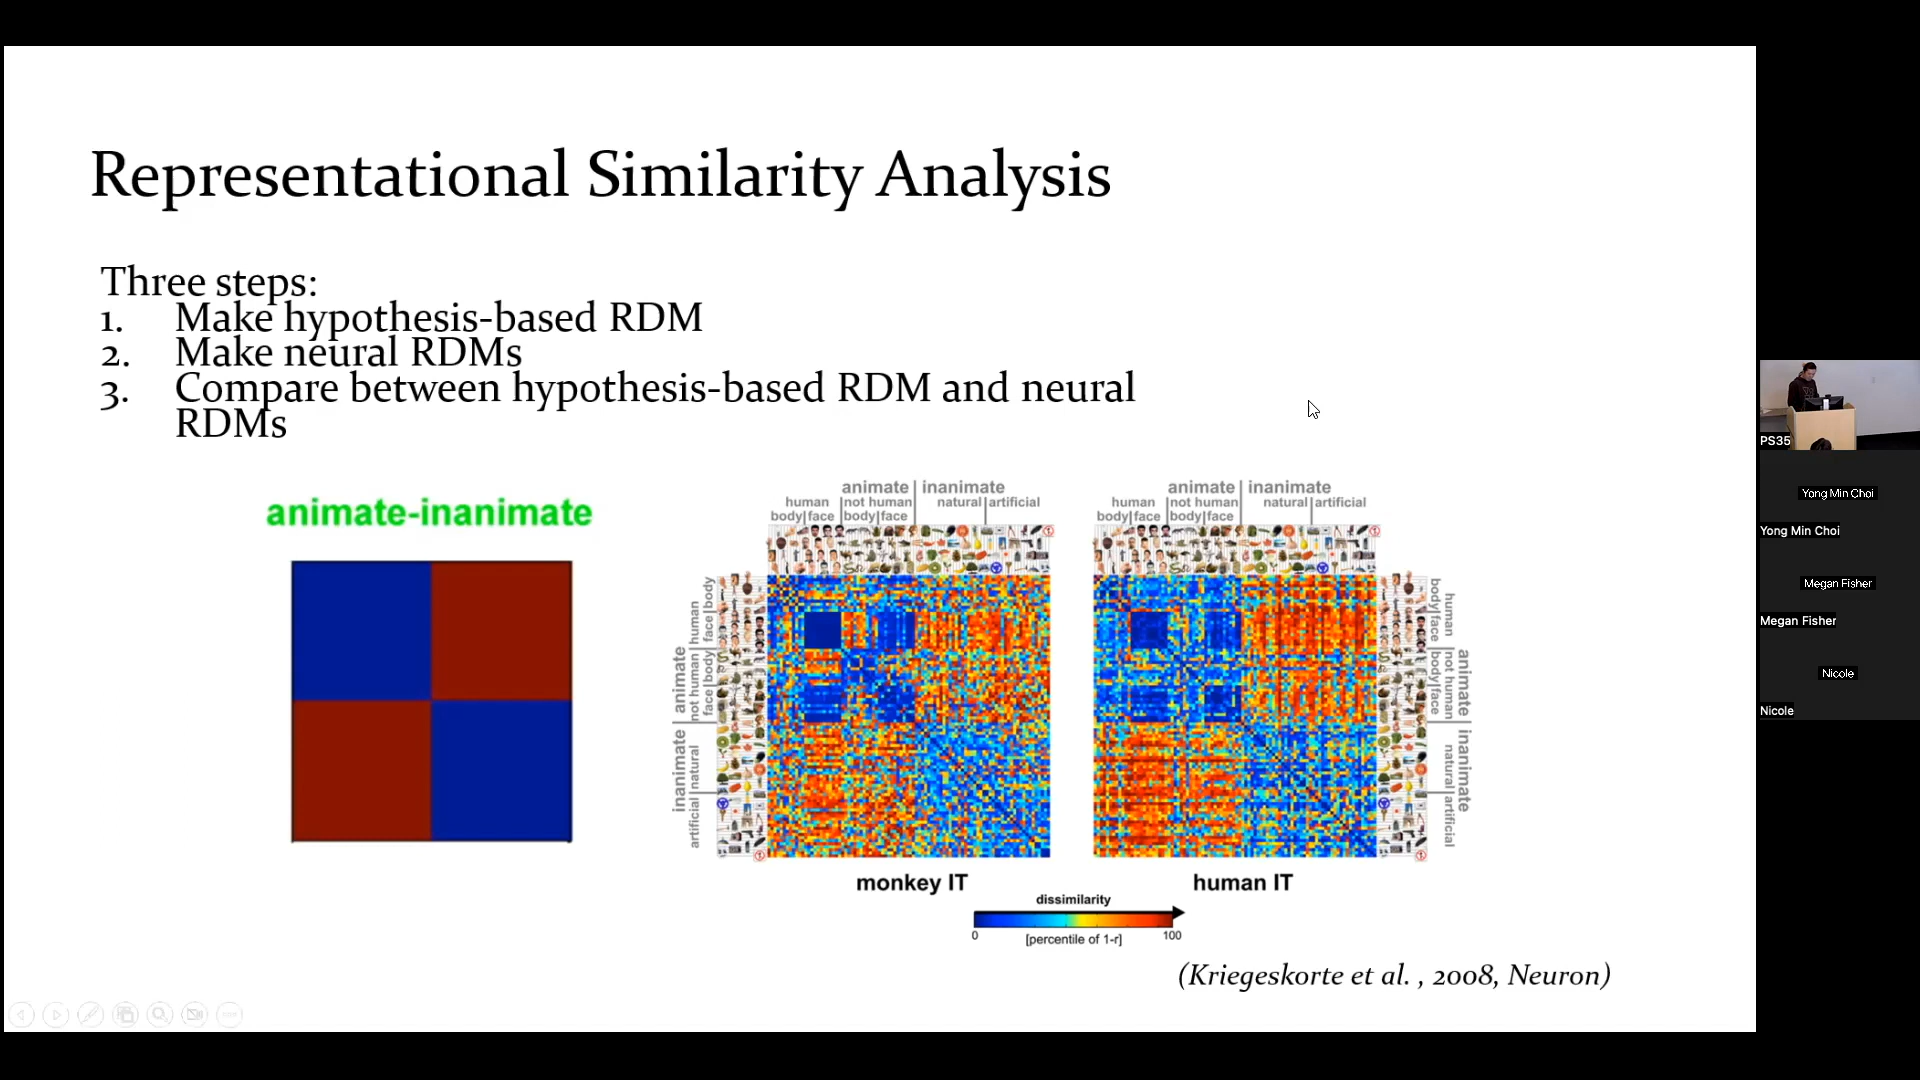 Representational Similarity Analysis
Three steps:
1. Make hypothesis-based RDM
2. Make neural RDMs
3. Compare between hypothesis-based RDM and neural
RDMs
animate-inanimate
animate inanimate
human not human natural artificial
body face body face
animate inanimate
human not human natural artificial
body face body face
animate
human
body
face
not human
body
face
inanimate
natural
artificial
human
body
face
animate
not human
body
face
inanimate
natural
artificial
monkey IT
human IT
dissimilarity
0
[percentile of 1-r]
100
(Kriegeskorte et al. , 2008, Neuron)
PS35
Yong Min Choi
Yong Min Choi
Megan Fisher
Megan Fisher
Nicole
Nicole